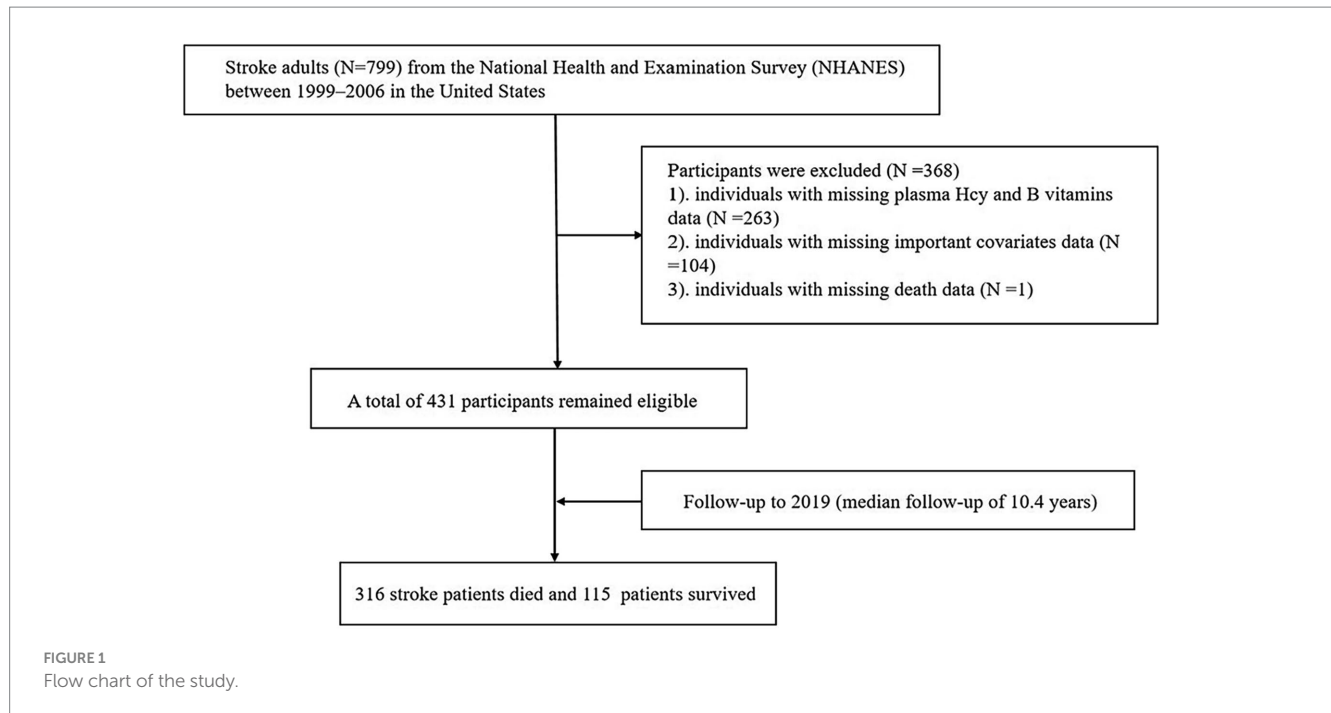 Stroke adults (N=799) from the National Health and Examination Survey (NHANES)
between 1999–2006 in the United States
Participants were excluded (N =368)
1). individuals with missing plasma Hcy and B vitamins
data (N =263)
2). individuals with missing important covariates data (N
=104)
3). individuals with missing death data (N =1)
A total of 431 participants remained eligible
Follow-up to 2019 (median follow-up of 10.4 years)
316 stroke patients died and 115 patients survived
FIGURE 1
Flow chart of the study.